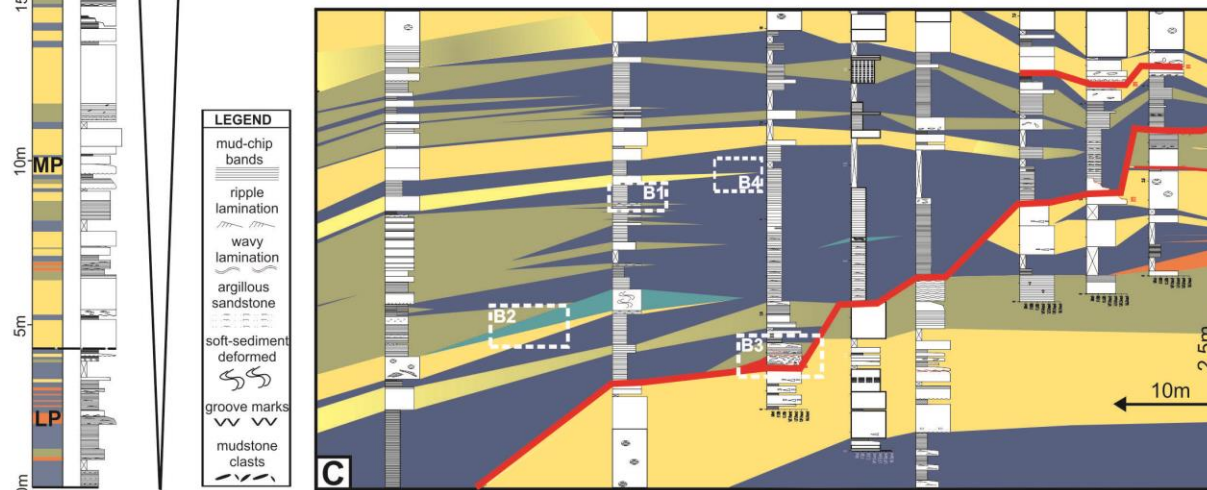 15
10m
MP
5m
LP
0m
LEGEND
mud-chip
bands
ripple
lamination
wavy
lamination
argillous
sandstone
soft-sediment
deformed
groove marks
mudstone
clasts
B1
B4
B2
B3
C
10m
2.5m